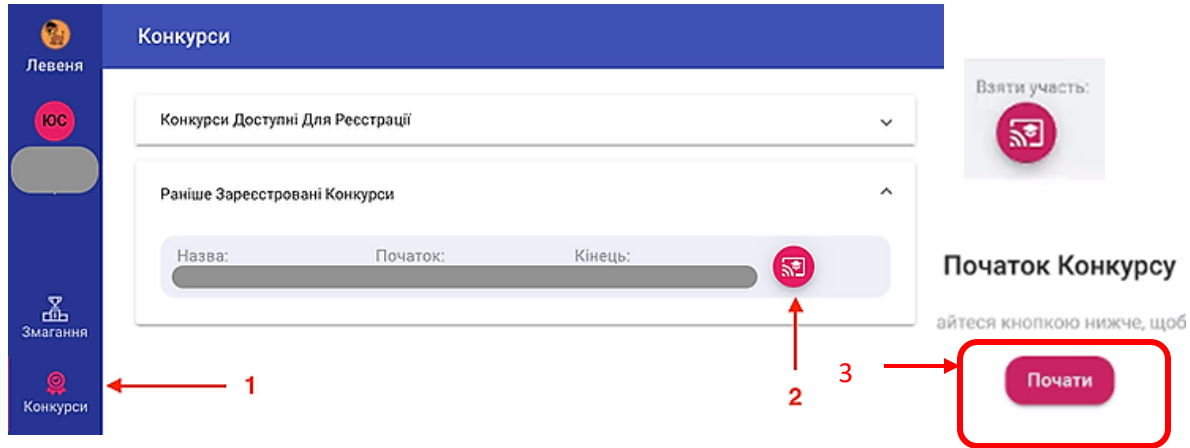 Левеня
ЮС
Змагання
Конкурси
Конкурси
Конкурси Доступні Для Реєстрації
Раніше Зареєстровані Конкурси
Назва: Початок: Кінець:
1
2
3
Взяти участь:
Початок Конкурсу
айтеся кнопкою нижче, щоб
Почати